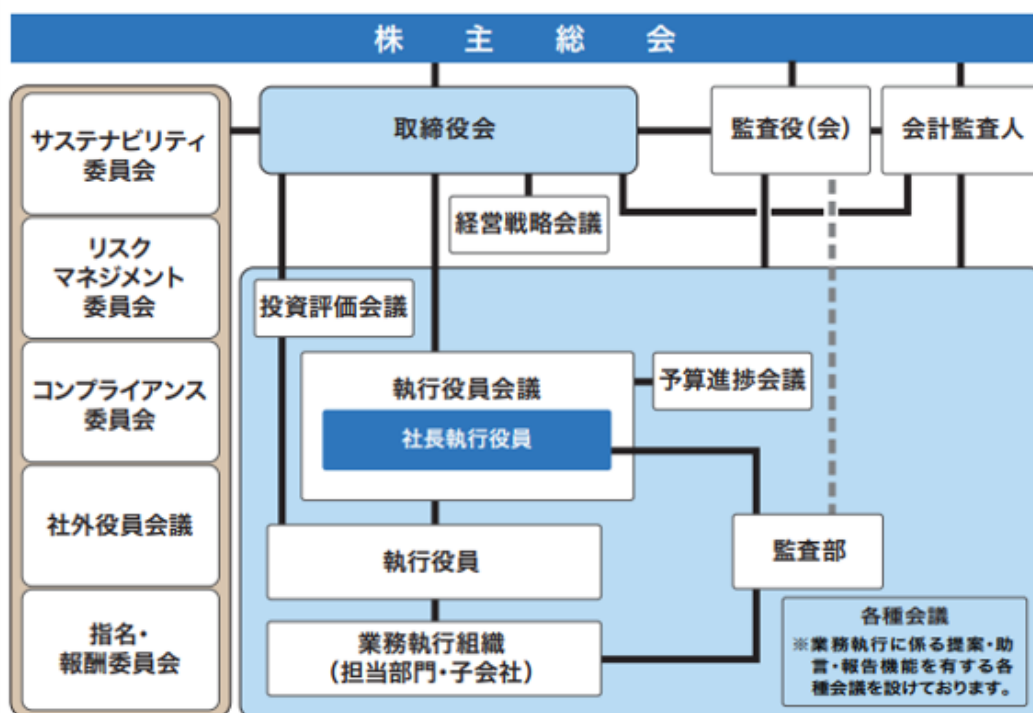 株主総会
サステナビリティ
委員会
リスク
マネジメント
委員会
コンプライアンス
委員会
社外役員会議
指名・
報酬委員会
取締役会
監査役(会)
会計監査人
経営戦略会議
投資評価会議
執行役員会議
社長執行役員
予算進捗会議
執行役員
監査部
業務執行組織
(担当部門・子会社)
各種会議
※業務執行に係る提案・助
言・報告機能を有する各
種会議を設けております。